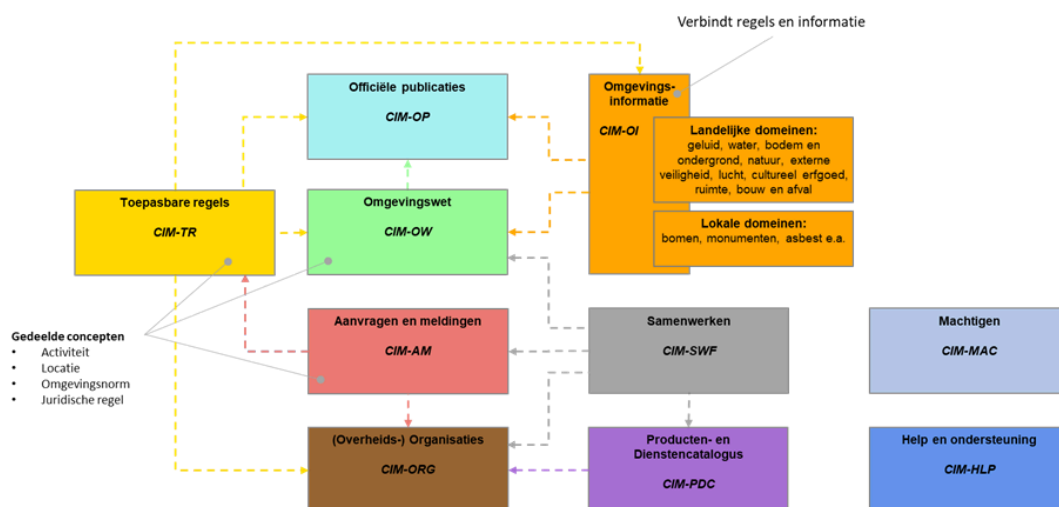 Verbindt regels en informatie
Officiële publicaties
CIM-OP
Omgevings-
informatie
CIM-OI
Landelijke domeinen:
geluid, water, bodem en
ondergrond, natuur, externe
veiligheid, lucht, cultureel erfgoed,
ruimte, bouw en afval
Lokale domeinen:
bomen, monumenten, asbest e.a.
Toepasbare regels
CIM-TR
Omgevingswet
CIM-OW
Gedeelde concepten
• Activiteit
• Locatie
• Omgevingsnorm
• Juridische regel
Aanvragen en meldingen
CIM-AM
Samenwerken
CIM-SWF
Machtigen
CIM-MAC
(Overheids-) Organisaties
CIM-ORG
Producten- en
Dienstencatalogus
CIM-PDC
Help en ondersteuning
CIM-HLP